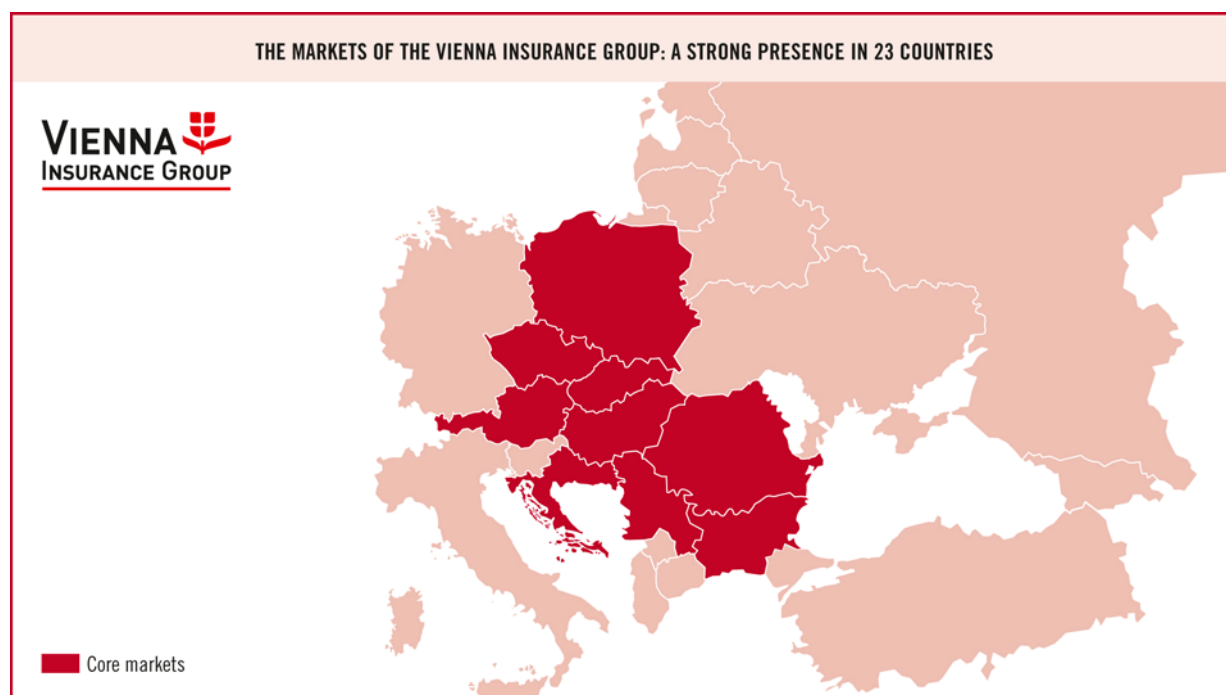 THE MARKETS OF THE VIENNA INSURANCE GROUP: A STRONG PRESENCE IN 23 COUNTRIES
VIENNA
INSURANCE GROUP
Core markets